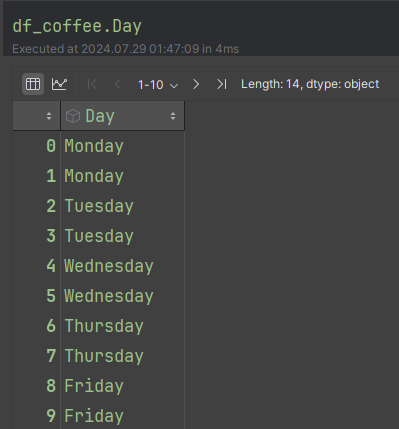 df_coffee.Day
Executed at 2024.07.29 01:47:09 in 4ms
1-10 Length: 14, dtype: object
Day
0 Monday
1 Monday
2 Tuesday
3 Tuesday
4 Wednesday
5 Wednesday
6 Thursday
7 Thursday
8 Friday
9 Friday